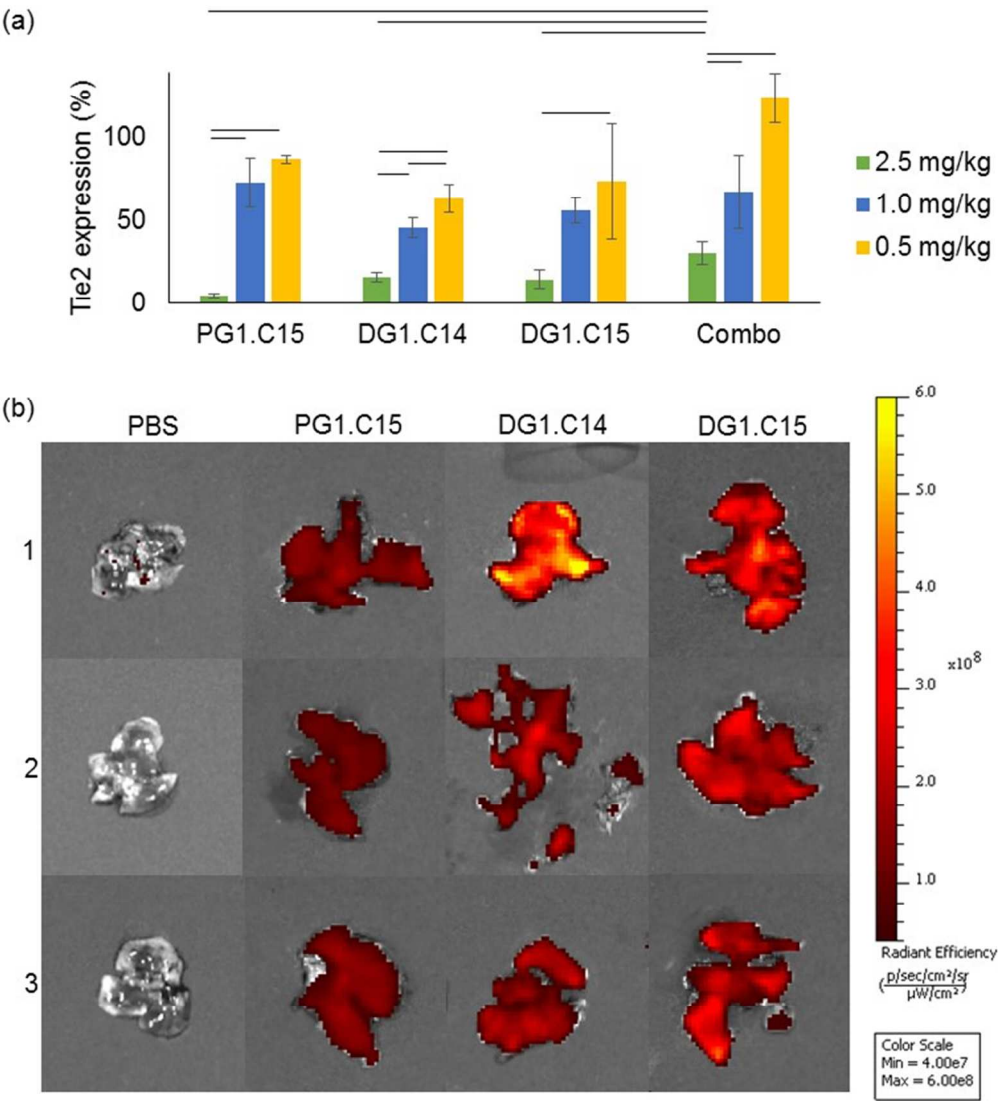 (a)
Tie2 expression (%)
100
50
0
PG1.C15 DG1.C14 DG1.C15 Combo
2.5 mg/kg
1.0 mg/kg
0.5 mg/kg
(b)
PBS PG1.C15 DG1.C14 DG1.C15
1
2
3
6.0
5.0
4.0
3.0
x10⁸
2.0
1.0
Radiant Efficiency
(p/sec/cm²/sr
µW/cm²)
Color Scale
Min = 4.00e7
Max = 6.00e8